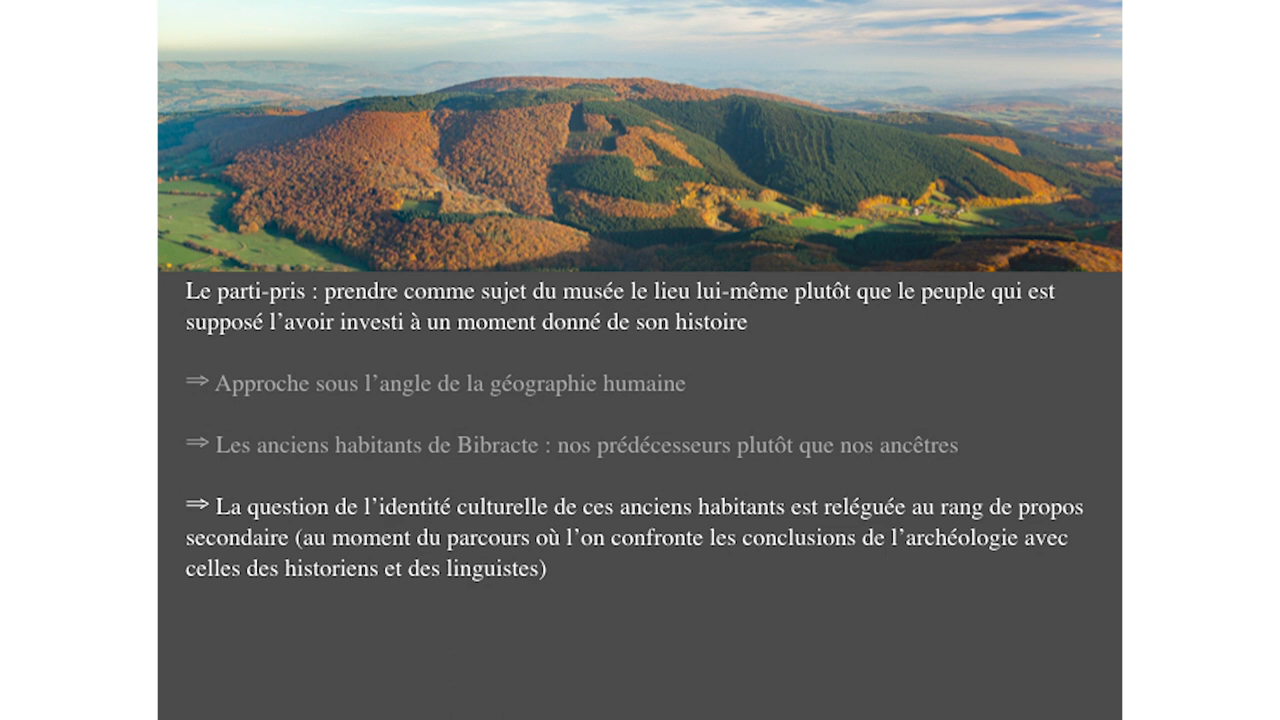 Le parti-pris : prendre comme sujet du musée le lieu lui-même plutôt que le peuple qui est
supposé l’avoir investi à un moment donné de son histoire
⇒ Approche sous l’angle de la géographie humaine
⇒ Les anciens habitants de Bibracte : nos prédécesseurs plutôt que nos ancêtres
⇒ La question de l’identité culturelle de ces anciens habitants est reléguée au rang de propos
secondaire (au moment du parcours où l’on confronte les conclusions de l’archéologie avec
celles des historiens et des linguistes)